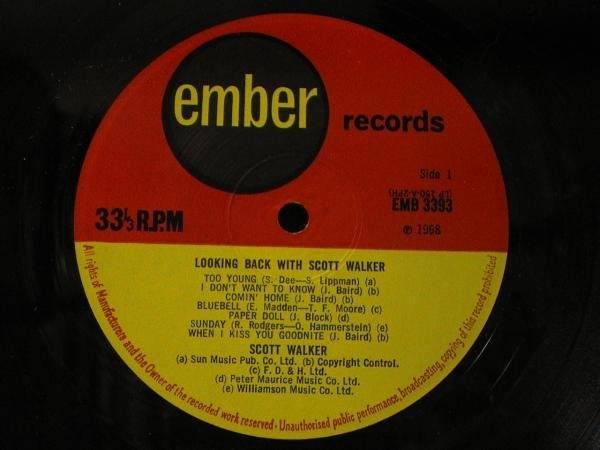 ember
records
Side 1
(LP 150-A-2PH)
EMB 3393
℗ 1968
33⅓ R.P.M
LOOKING BACK WITH SCOTT WALKER
TOO YOUNG (S. Dee—S. Lippman) (a)
I DON'T WANT TO KNOW (J. Baird) (b)
COMIN' HOME (J. Baird) (b)
BLUEBELL (E. Madden—T. F. Moore) (c)
PAPER DOLL (J. Block) (d)
SUNDAY (R. Rodgers—O. Hammerstein) (e)
WHEN I KISS YOU GOODNITE (J. Baird) (b)
SCOTT WALKER
(a) Sun Music Pub. Co. Ltd. (b) Copyright Control.
(c) F. D. & H. Ltd.
(d) Peter Maurice Music Co. Ltd.
(e) Williamson Music Co. Ltd.
All rights of Manufacturers and the Owner of the recorded work reserved - Unauthorised public performance, broadcasting, copying of this record prohibited